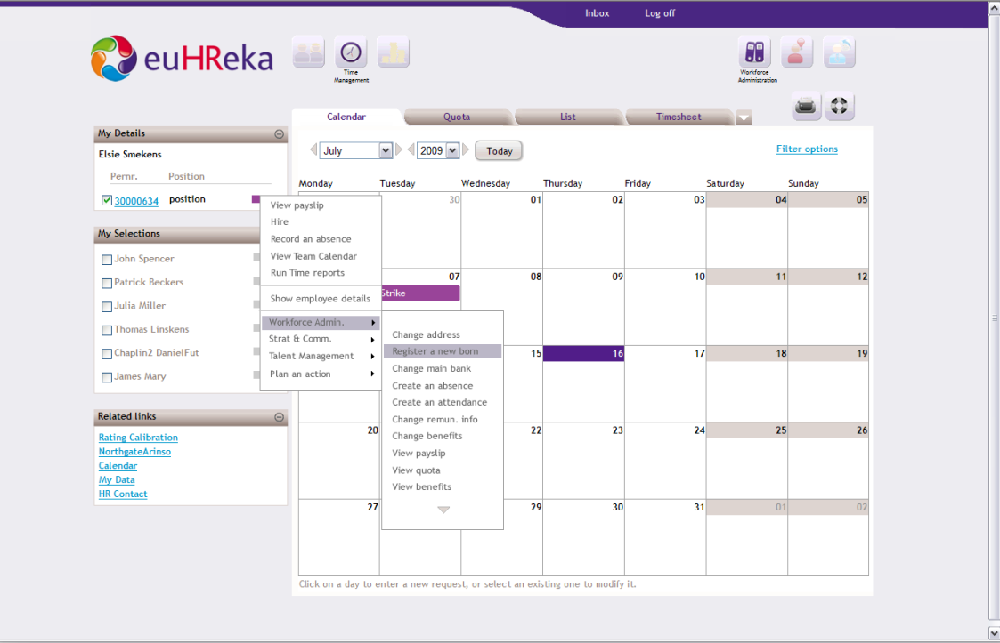 Inbox Log off
euHReka
Time
Management
Workforce
Administration
Calendar Quota List Timesheet
My Details
Elsie Smekens
Pernr. Position
30000634 position
My Selections
John Spencer
Patrick Beckers
Julia Miller
Thomas Linskens
Chaplin2 DanielFut
James Mary
Related links
Rating Calibration
NorthgateArinso
Calendar
My Data
HR Contact
July 2009 Today
Filter options
Monday Tuesday Wednesday Thursday Friday Saturday Sunday
30 01 02 03 04 05
07 08 09 10 11 12
Strike
15 16 17 18 19
20 22 23 24 25 26
27 29 30 31 01 02
View payslip
Hire
Record an absence
View Team Calendar
Run Time reports
Show employee details
Workforce Admin.
Strat & Comm.
Talent Management
Plan an action
Change address
Register a new born
Change main bank
Create an absence
Create an attendance
Change remun. info
Change benefits
View payslip
View quota
View benefits
Click on a day to enter a new request, or select an existing one to modify it.